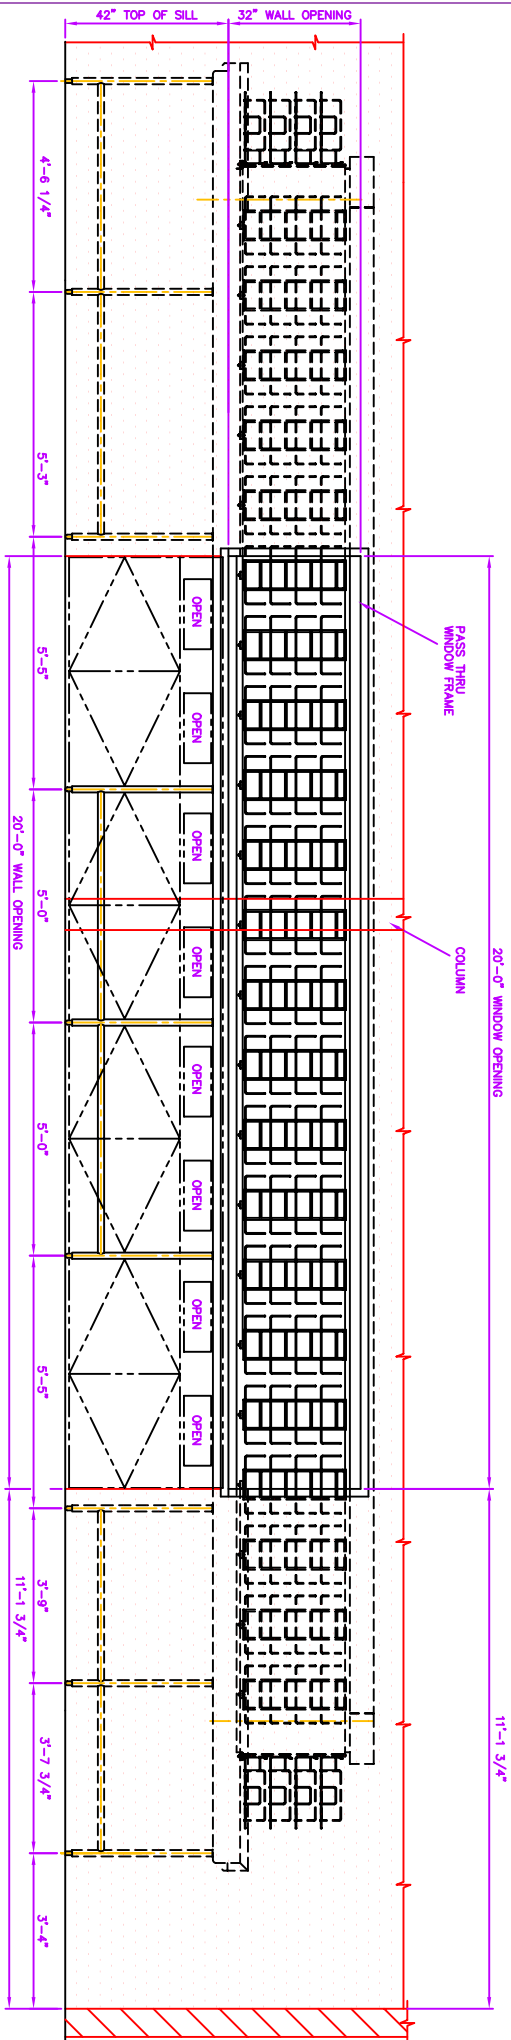 42" TOP OF SILL
32" WALL OPENING
4'-6 1/4"
5'-3"
5'-5"
5'-0"
5'-0"
5'-5"
3'-9"
3'-7 3/4"
3'-4"
20'-0" WALL OPENING
11'-1 3/4"
OPEN
OPEN
OPEN
OPEN
OPEN
OPEN
OPEN
OPEN
PASS THRU
WINDOW FRAME
COLUMN
20'-0" WINDOW OPENING
11'-1 3/4"